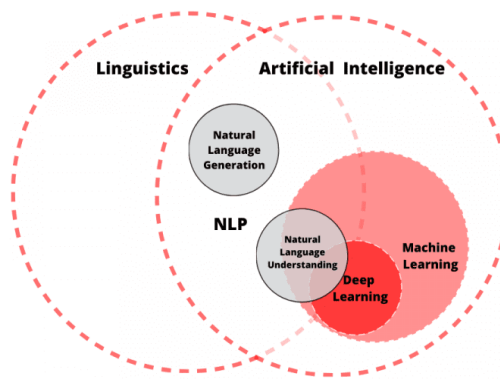 Linguistics
Artificial Intelligence
Natural
Language
Generation
NLP
Natural
Language
Understanding
Machine
Learning
Deep
Learning